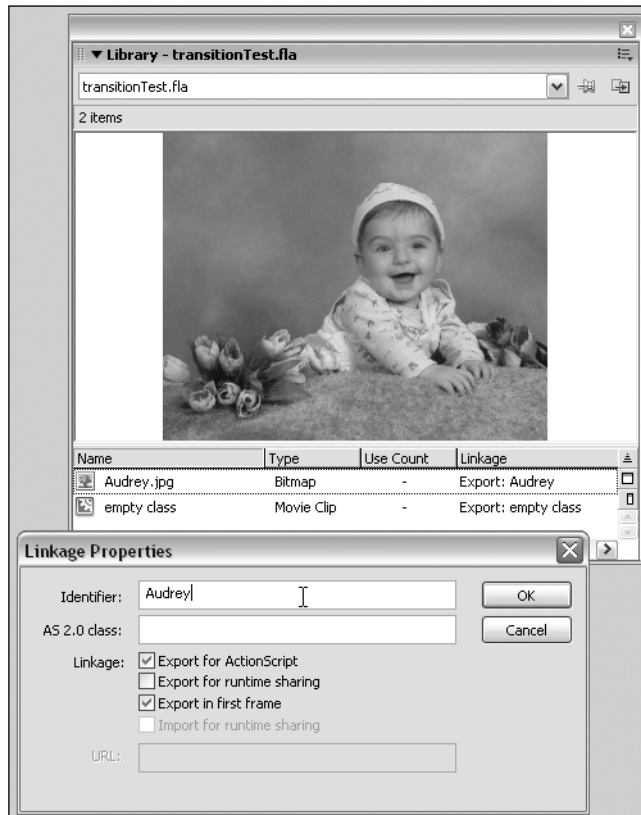 Library - transitionTest.fla
transitionTest.fla
2 items
Name Type Use Count Linkage
Audrey.jpg Bitmap - Export: Audrey
empty class Movie Clip - Export: empty class
Linkage Properties
Identifier: Audrey OK
AS 2.0 class: Cancel
Linkage: Export for ActionScript
Export for runtime sharing
Export in first frame
Import for runtime sharing
URL: